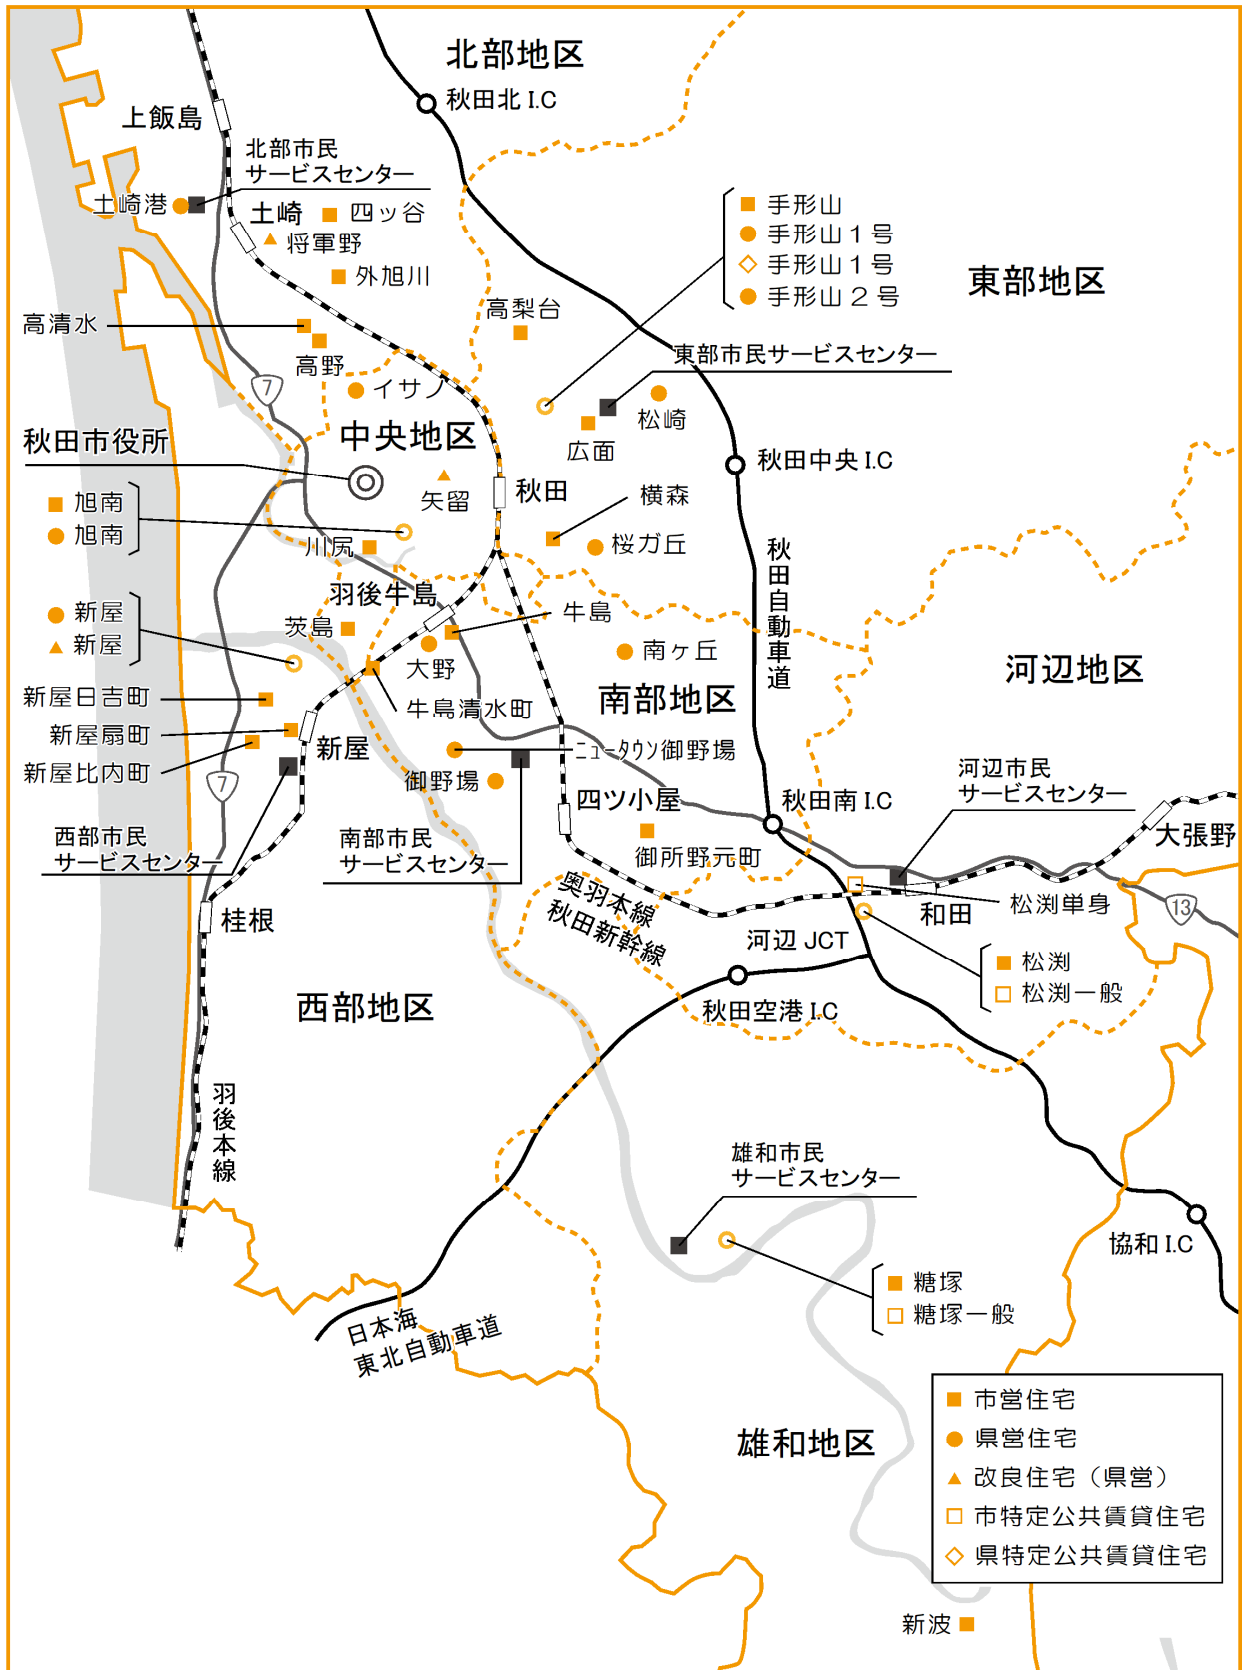 北部地区
秋田北 I.C
上飯島
北部市民
サービスセンター
土崎港
土崎
四ッ谷
将軍野
外旭川
手形山
手形山１号
手形山１号
手形山２号
東部地区
高梨台
高清水
高野
東部市民サービスセンター
7
イサノ
松崎
広面
中央地区
秋田市役所
秋田中央 I.C
矢留
秋田
横森
旭南
旭南
川尻
桜ガ丘
秋田自動車道
羽後牛島
新屋
新屋
茨島
牛島
大野
南ヶ丘
河辺地区
新屋日吉町
牛島清水町
南部地区
新屋扇町
新屋
ﾆｭｰﾀｳﾝ御野場
新屋比内町
7
御野場
四ツ小屋
秋田南 I.C
河辺市民
サービスセンター
西部市民
サービスセンター
南部市民
サービスセンター
御所野元町
大張野
奥羽本線
秋田新幹線
和田
松渕単身
13
桂根
河辺 JCT
松渕
松渕一般
西部地区
秋田空港 I.C
羽後本線
雄和市民
サービスセンター
協和 I.C
糖塚
糖塚一般
日本海
東北自動車道
雄和地区
市営住宅
県営住宅
改良住宅（県営）
市特定公共賃貸住宅
県特定公共賃貸住宅
新波